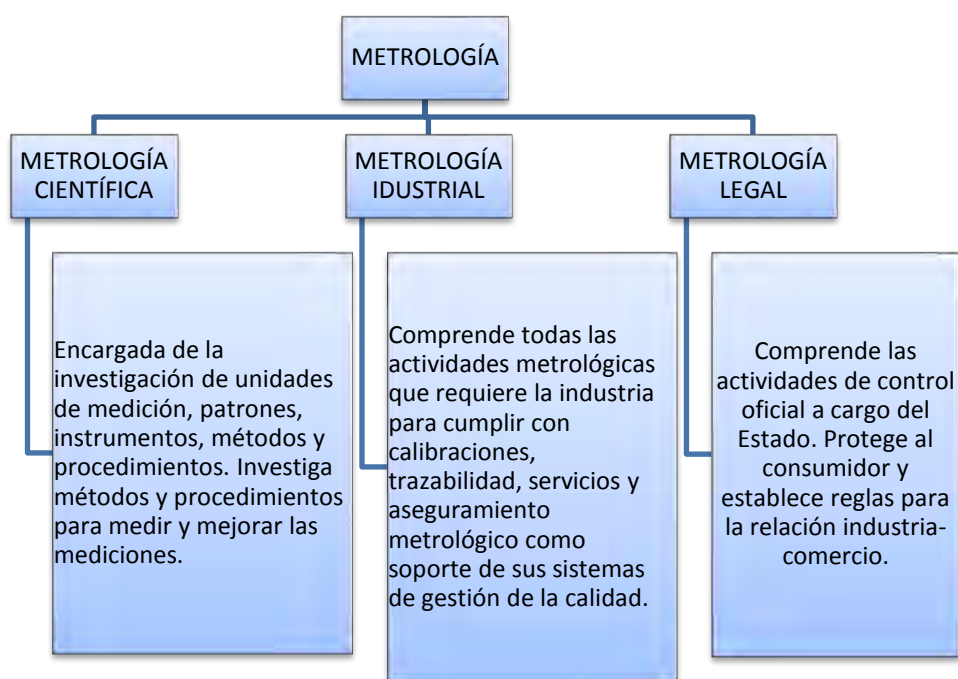 METROLOGÍA
METROLOGÍA
CIENTÍFICA
METROLOGÍA
IDUSTRIAL
METROLOGÍA
LEGAL
Encargada de la
investigación de unidades
de medición, patrones,
instrumentos, métodos y
procedimientos. Investiga
métodos y procedimientos
para medir y mejorar las
mediciones.
Comprende todas las
actividades metrológicas
que requiere la industria
para cumplir con
calibraciones,
trazabilidad, servicios y
aseguramiento
metrológico como
soporte de sus sistemas
de gestión de la calidad.
Comprende las
actividades de control
oficial a cargo del
Estado. Protege al
consumidor y
establece reglas para
la relación industria-
comercio.